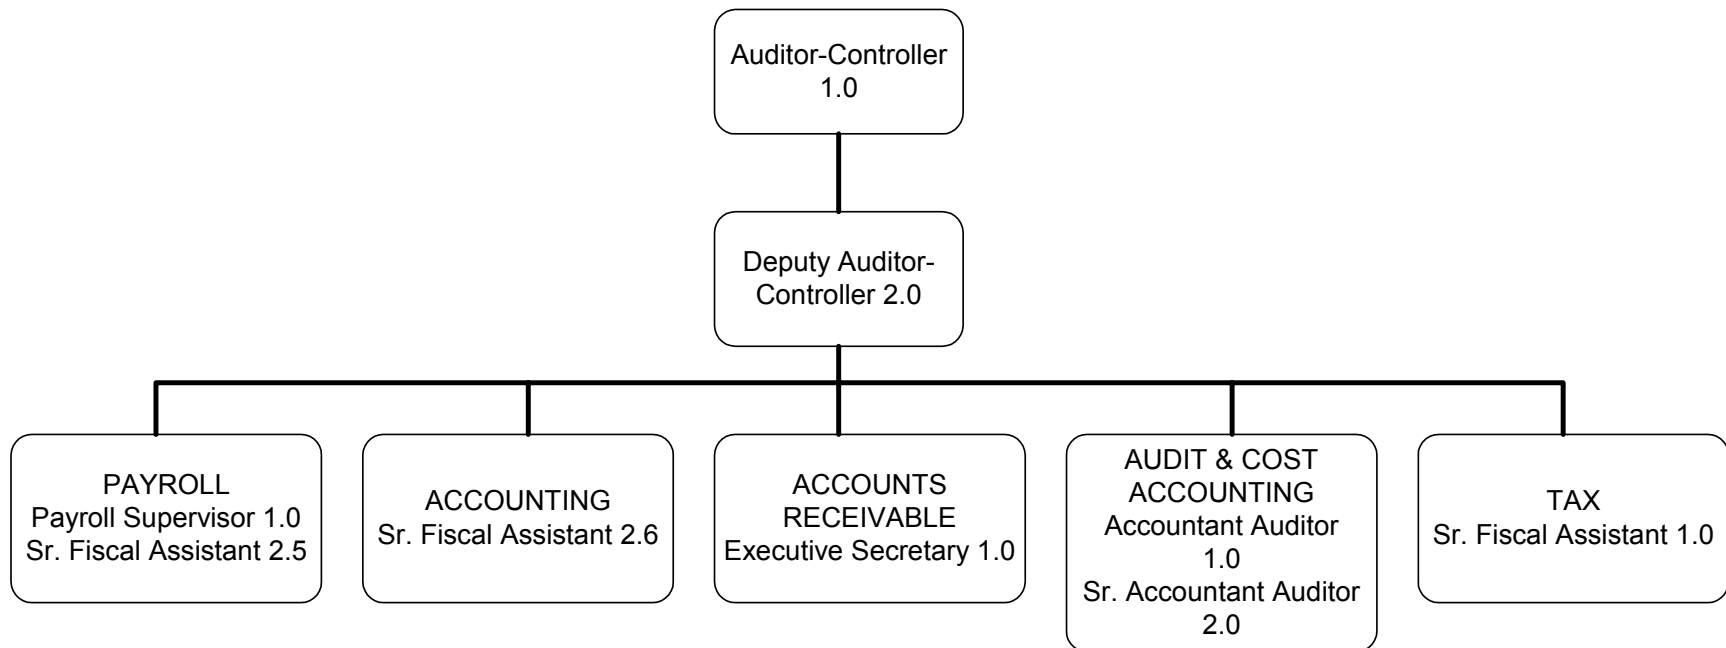 Auditor-Controller
1.0
Deputy Auditor-
Controller 2.0
PAYROLL
Payroll Supervisor 1.0
Sr. Fiscal Assistant 2.5
ACCOUNTING
Sr. Fiscal Assistant 2.6
ACCOUNTS
RECEIVABLE
Executive Secretary 1.0
AUDIT & COST
ACCOUNTING
Accountant Auditor
1.0
Sr. Accountant Auditor
2.0
TAX
Sr. Fiscal Assistant 1.0